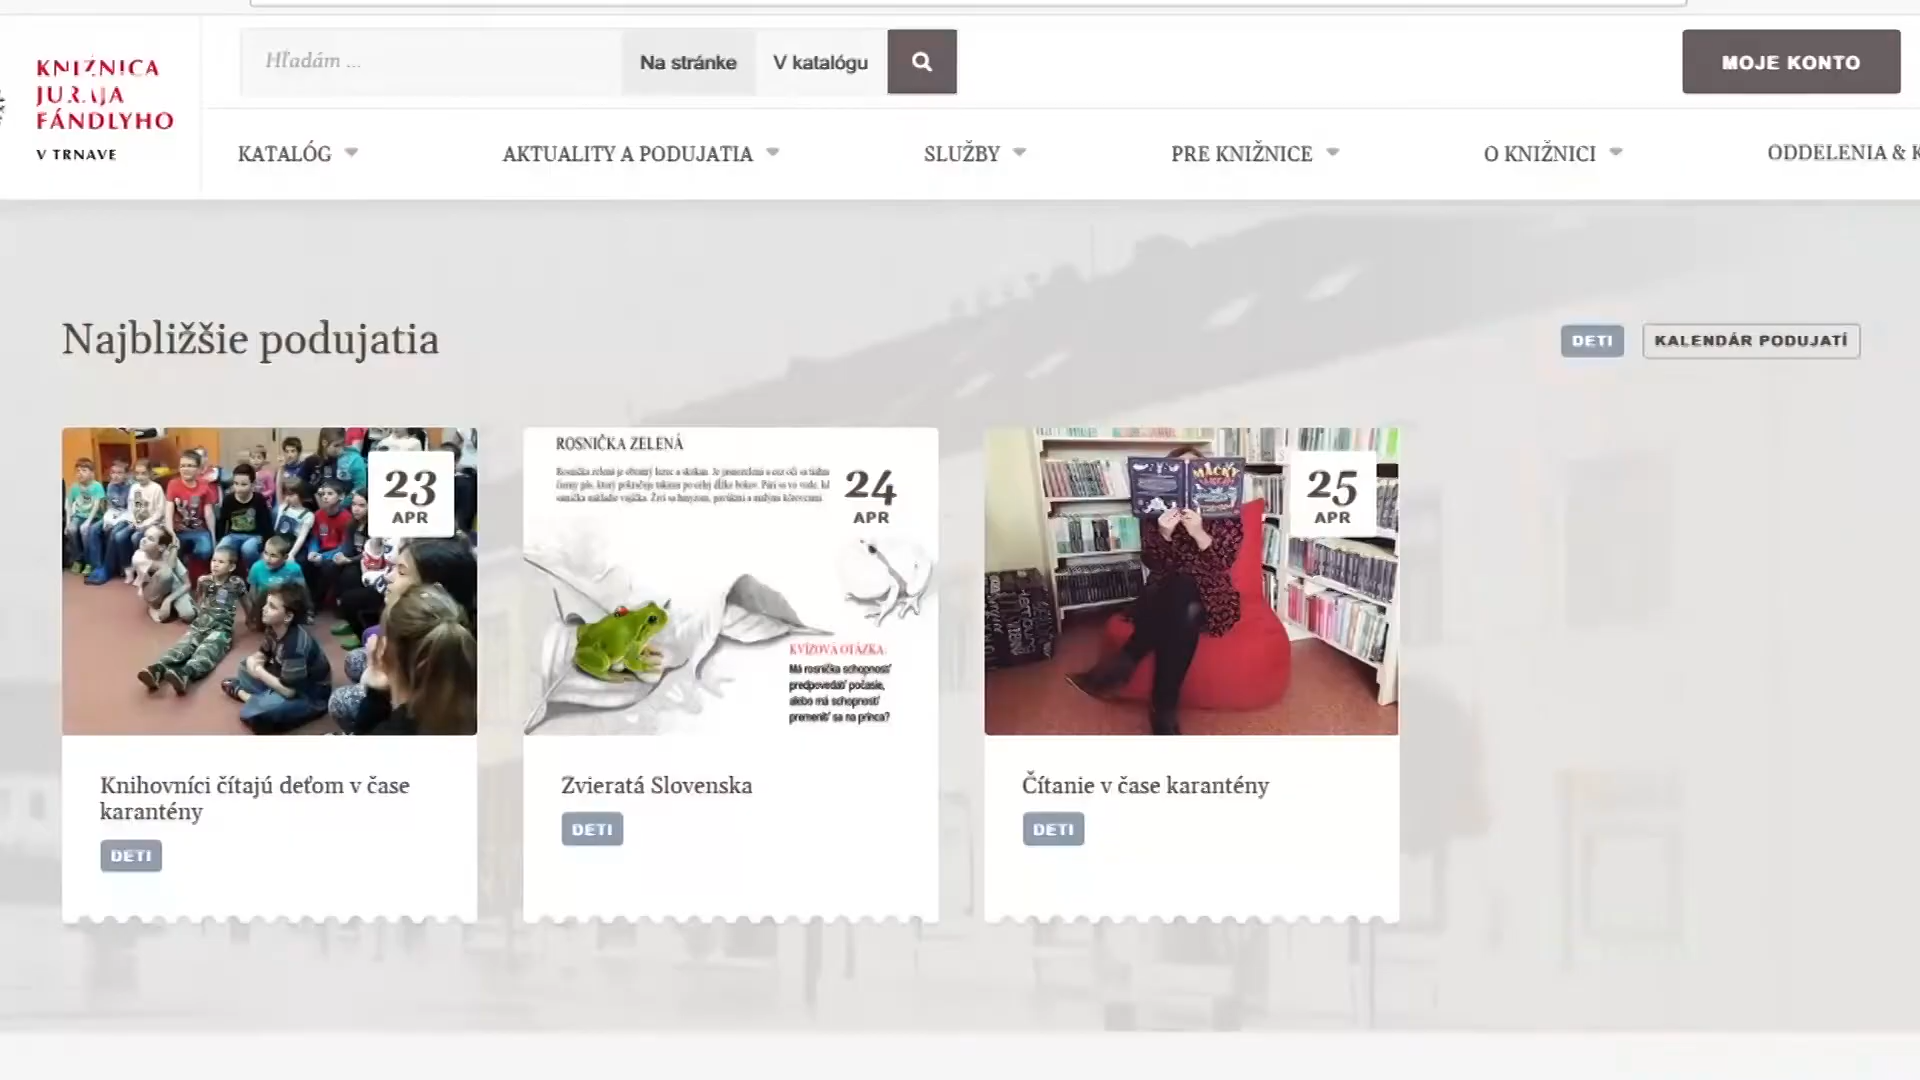 KNIŽNICA
JURAJA
FÁNDLYHO
V TRNAVE
Hľadám ...
Na stránke
V katalógu
MOJE KONTO
KATALÓG
AKTUALITY A PODUJATIA
SLUŽBY
PRE KNIŽNICE
O KNIŽNICI
ODDELENIA & K
Najbližšie podujatia
DETI
KALENDÁR PODUJATÍ
23
APR
Knihovníci čítajú deťom v čase
karantény
DETI
ROSNIČKA ZELENÁ
24
APR
KVÍZOVÁ OTÁZKA:
Má rosnička schopnosť
predpovedať počasie,
alebo má schopnosť
premeniť sa na princa?
Zvieratá Slovenska
DETI
25
APR
Čítanie v čase karantény
DETI